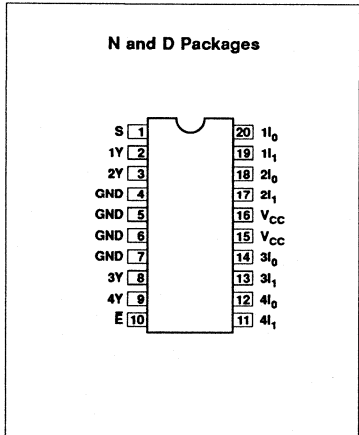 N and D Packages
S 1 20 1I0
1Y 2 19 1I1
2Y 3 18 2I0
GND 4 17 2I1
GND 5 16 VCC
GND 6 15 VCC
GND 7 14 3I0
3Y 8 13 3I1
4Y 9 12 4I0
E̅ 10 11 4I1